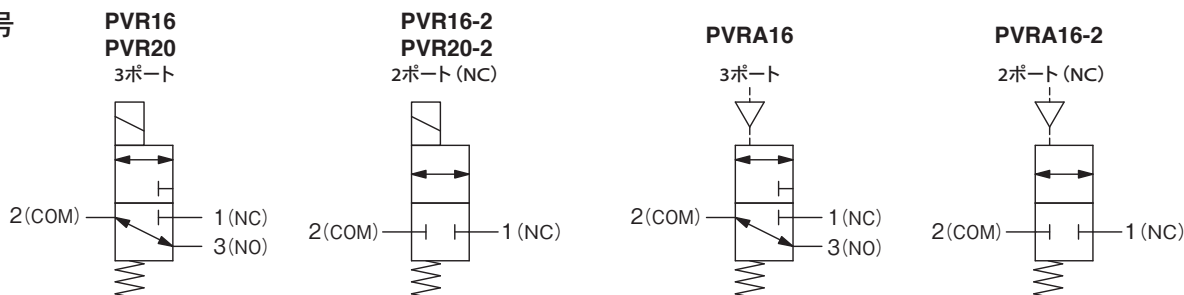 号
PVR16
PVR20
3ポート
2(COM)
1(NC)
3(NO)
PVR16-2
PVR20-2
2ポート(NC)
2(COM)
1(NC)
PVRA16
3ポート
2(COM)
1(NC)
3(NO)
PVRA16-2
2ポート(NC)
2(COM)
1(NC)